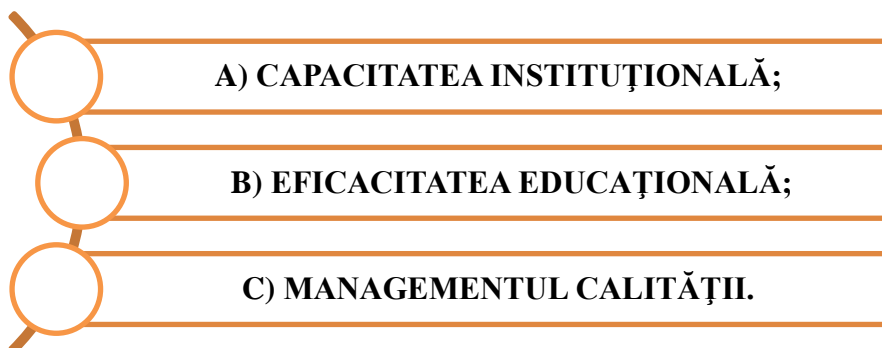 A) CAPACITATEA INSTITUŢIONALĂ;
B) EFICACITATEA EDUCAŢIONALĂ;
C) MANAGEMENTUL CALITĂŢII.